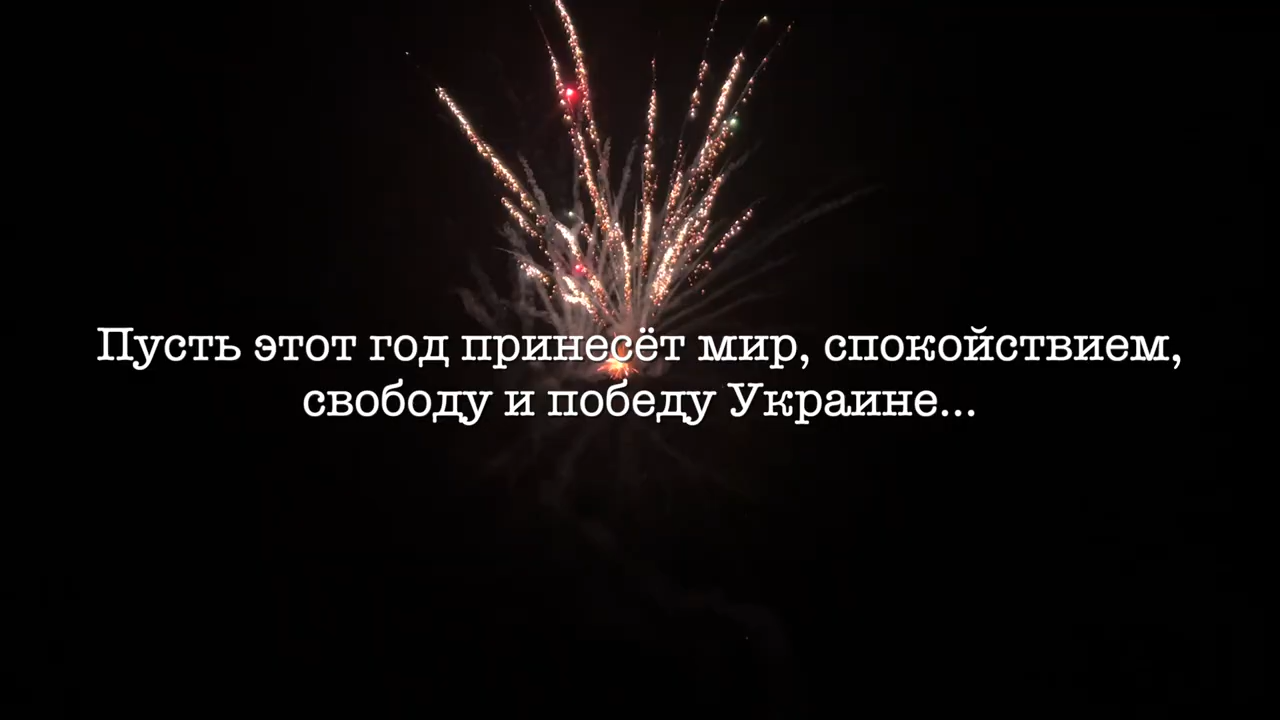 Пусть этот год принесёт мир, спокойствием,
свободу и победу Украине...